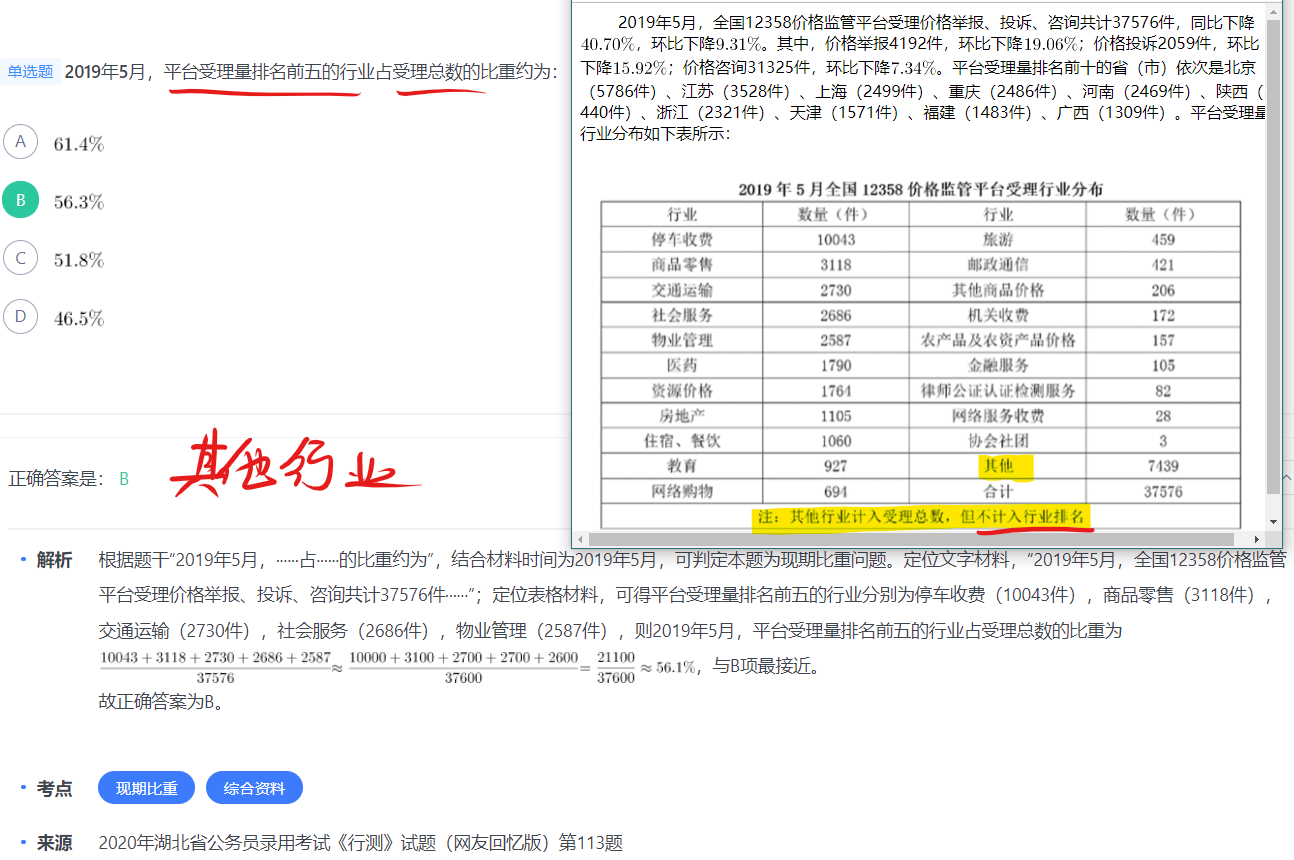 单选题 2019年5月，平台受理量排名前五的行业占受理总数的比重约为：
A 61.4%
B 56.3%
C 51.8%
D 46.5%
正确答案是： B
其他行业
2019年5月，全国12358价格监管平台受理价格举报、投诉、咨询共计37576件，同比下降
40.70%，环比下降9.31%。其中，价格举报4192件，环比下降19.06%；价格投诉2059件，环比
下降15.92%；价格咨询31325件，环比下降7.34%。平台受理量排名前十的省（市）依次是北京
（5786件）、江苏（3528件）、上海（2499件）、重庆（2486件）、河南（2469件）、陕西（
440件）、浙江（2321件）、天津（1571件）、福建（1483件）、广西（1309件）。平台受理量
行业分布如下表所示：
2019 年 5 月全国 12358 价格监管平台受理行业分布
行业 数量（件） 行业 数量（件）
停车收费 10043 旅游 459
商品零售 3118 邮政通信 421
交通运输 2730 其他商品价格 206
社会服务 2686 机关收费 172
物业管理 2587 农产品及农资产品价格 157
医药 1790 金融服务 105
资源价格 1764 律师公证认证检测服务 82
房地产 1105 网络服务收费 28
住宿、餐饮 1060 协会社团 3
教育 927 其他 7439
网络购物 694 合计 37576
注：其他行业计入受理总数，但不计入行业排名
解析 根据题干“2019年5月，……占……的比重约为”，结合材料时间为2019年5月，可判定本题为现期比重问题。定位文字材料，“2019年5月，全国12358价格监管
平台受理价格举报、投诉、咨询共计37576件……”；定位表格材料，可得平台受理量排名前五的行业分别为停车收费（10043件），商品零售（3118件），
交通运输（2730件），社会服务（2686件），物业管理（2587件），则2019年5月，平台受理量排名前五的行业占受理总数的比重为
10043 + 3118 + 2730 + 2686 + 2587 / 37576 ≈ 10000 + 3100 + 2700 + 2700 + 2600 / 37600 = 21100 / 37600 ≈ 56.1%，与B项最接近。
故正确答案为B。
考点 现期比重 综合资料
来源 2020年湖北省公务员录用考试《行测》试题（网友回忆版）第113题